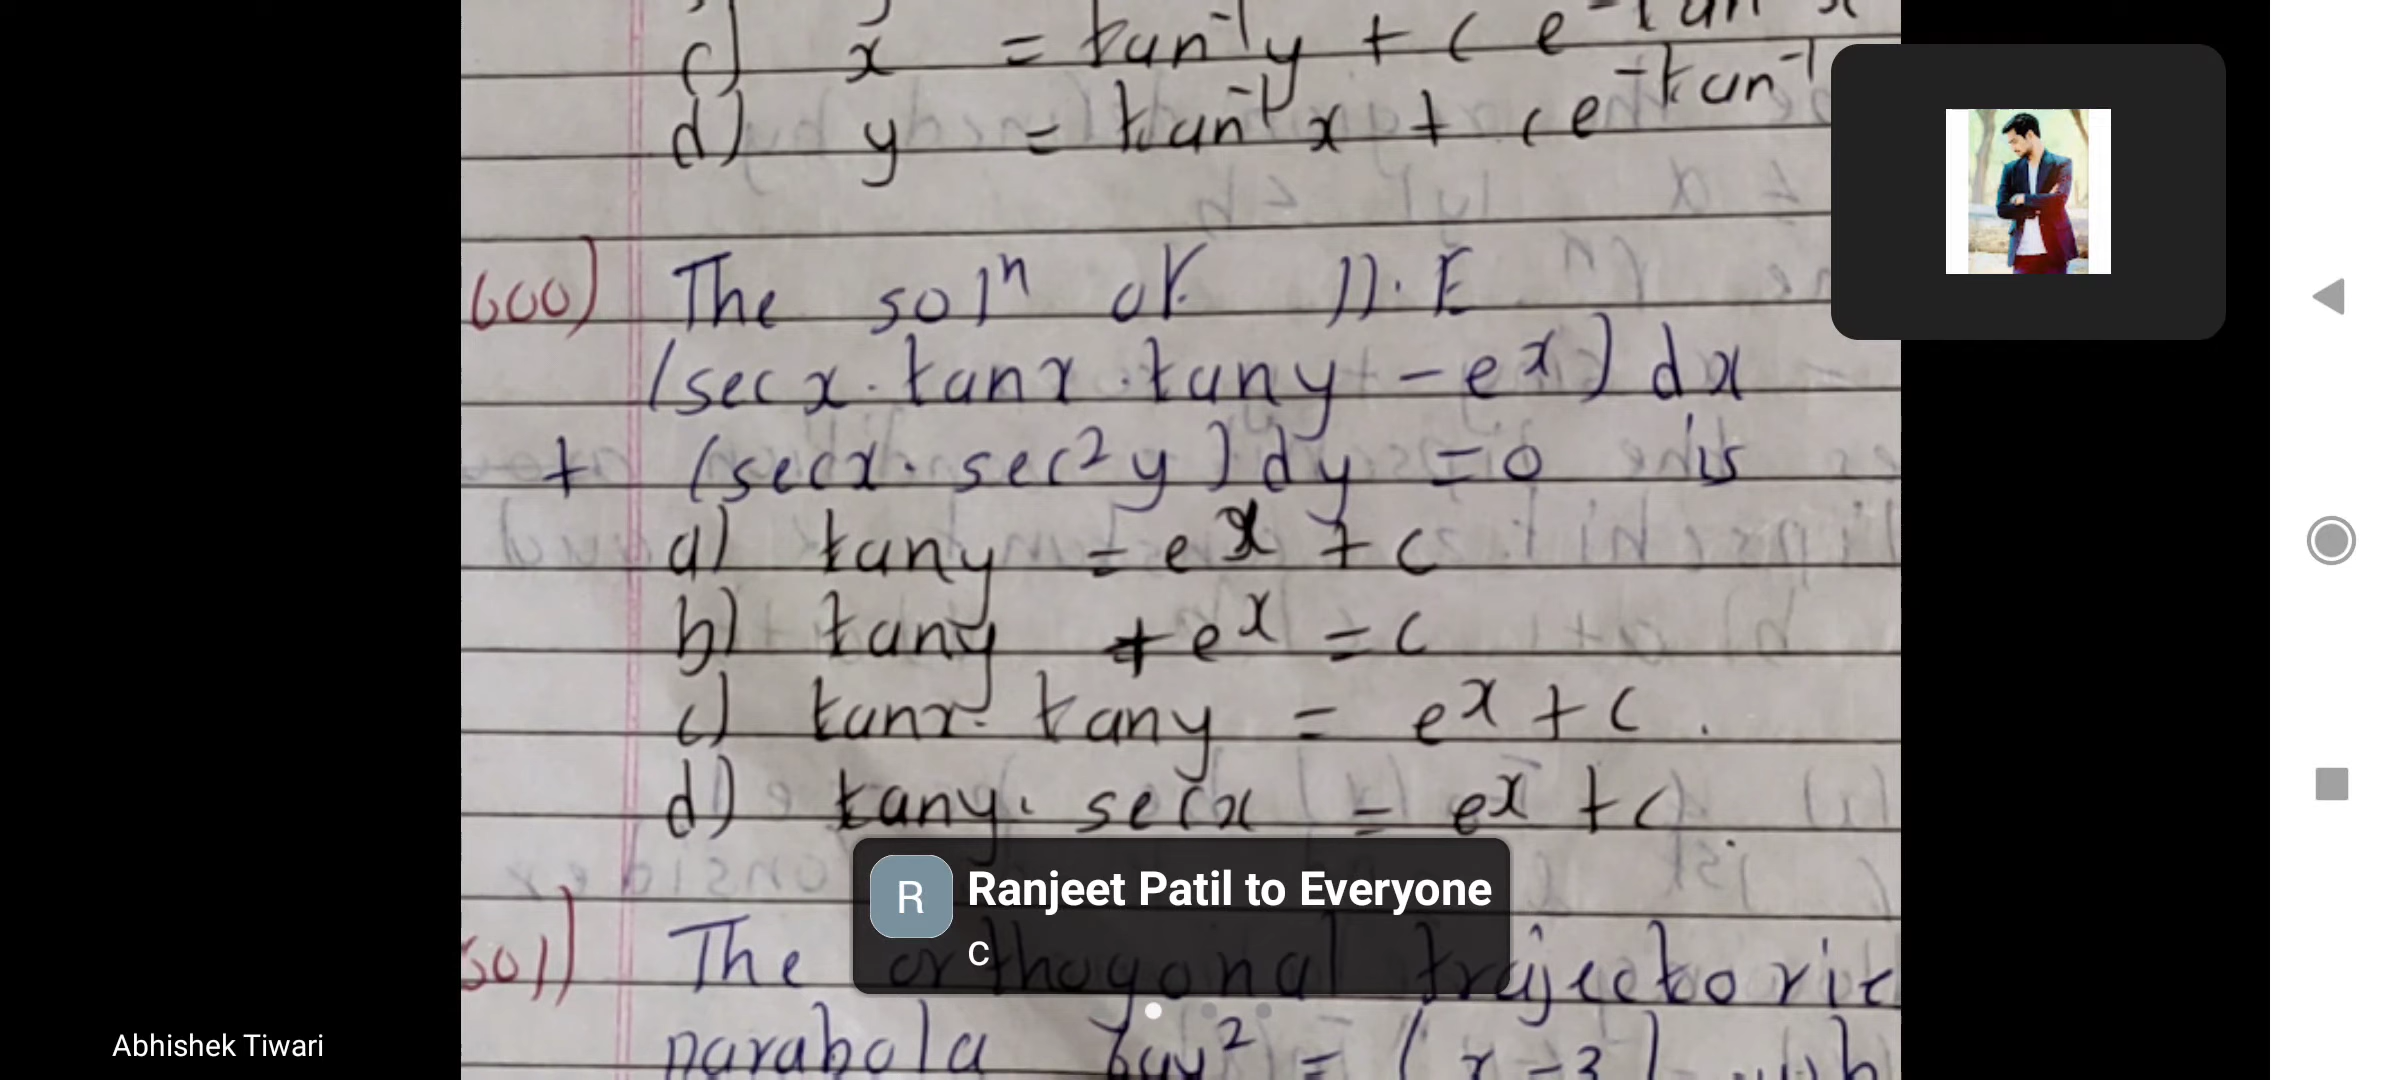 c) x = tan⁻¹y + c e
d) y = tan⁻¹x + c e^-tan⁻¹
600) The solⁿ of D.E
(secx.tanx.tany - eˣ) dx
+ (secx.sec²y) dy = 0 is
a) tany = eˣ + c
b) tany + eˣ = c
c) tanx.tany = eˣ + c.
d) tany.secx = eˣ + c
R Ranjeet Patil to Everyone
c
601) The orthogonal
parabola
Abhishek Tiwari